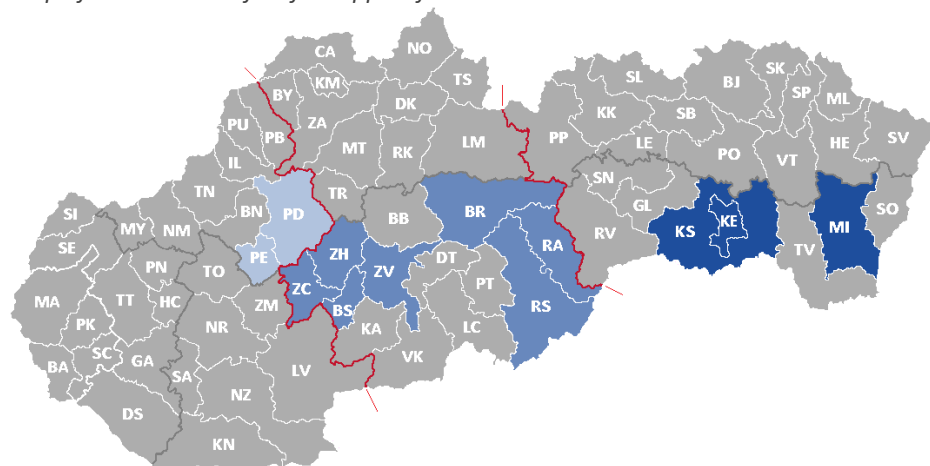 CA
NO
KM
TS
BY
DK
PU
PB
ZA
MT
RK
LM
IL
TN
BN
PD
TR
BB
BR
PE
ZH
ZV
ZC
BS
DT
PT
RA
RS
KA
LC
VK
SI
SE
MY
NM
PN
TO
ZM
MA
TT
HC
NR
PK
SC
GA
SA
BA
NZ
LV
DS
KN
PP
KK
SL
SB
BJ
SK
SP
ML
HE
SV
LE
PO
VT
SN
GL
RV
KS
KE
TV
MI
SO